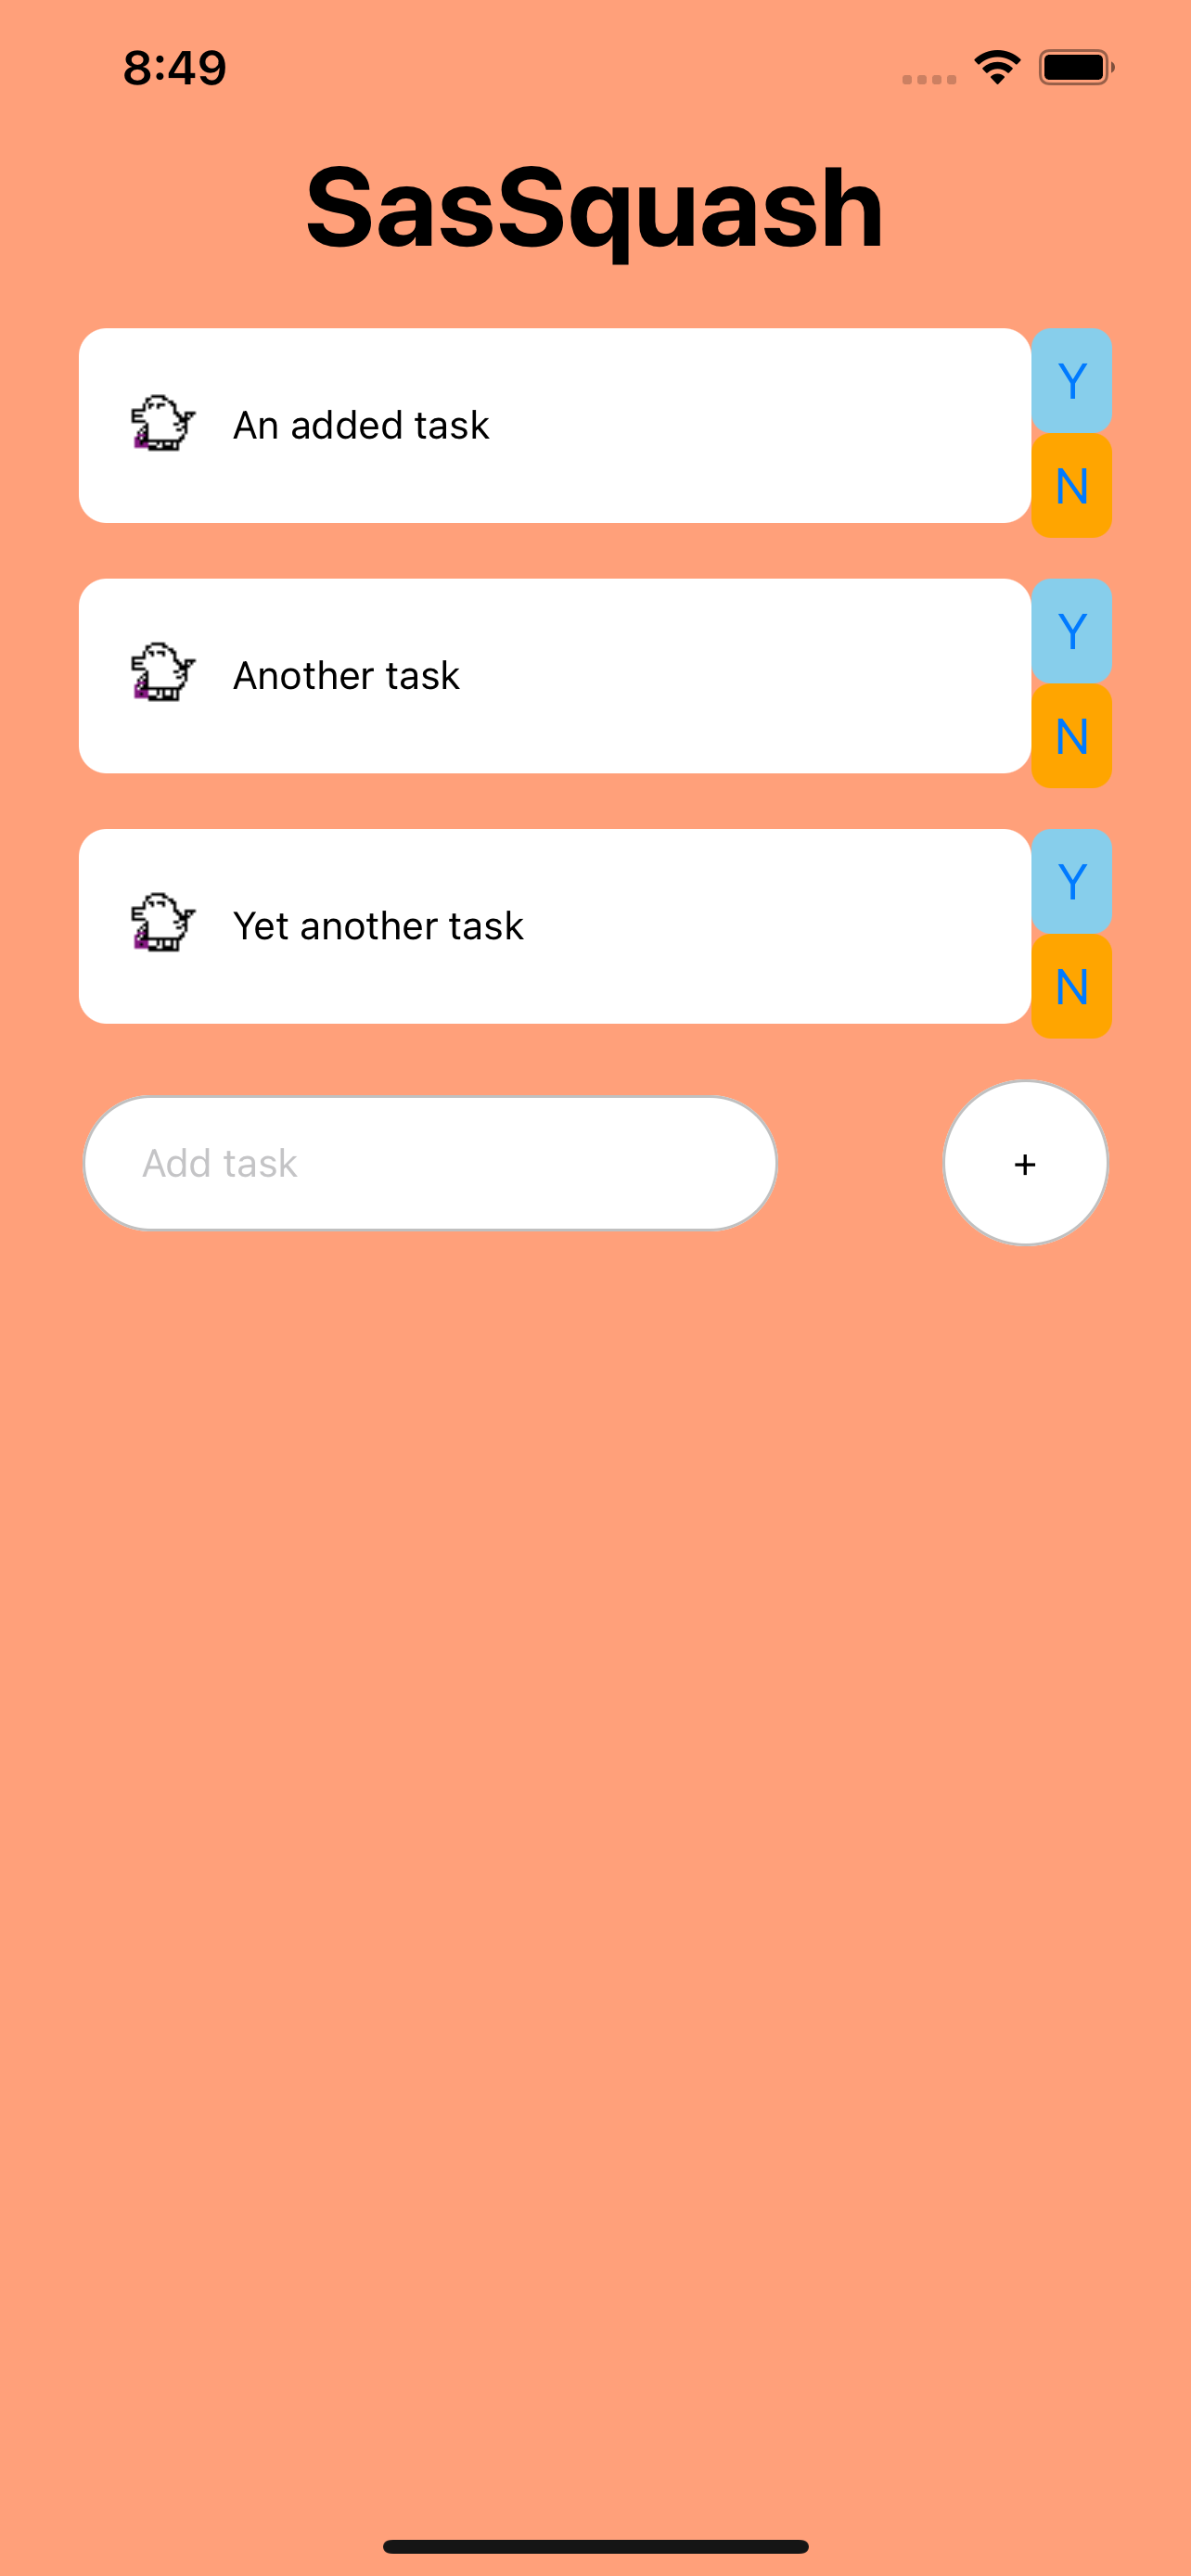 8:49
SasSquash
An added task
Y
N
Another task
Y
N
Yet another task
Y
N
Add task
+